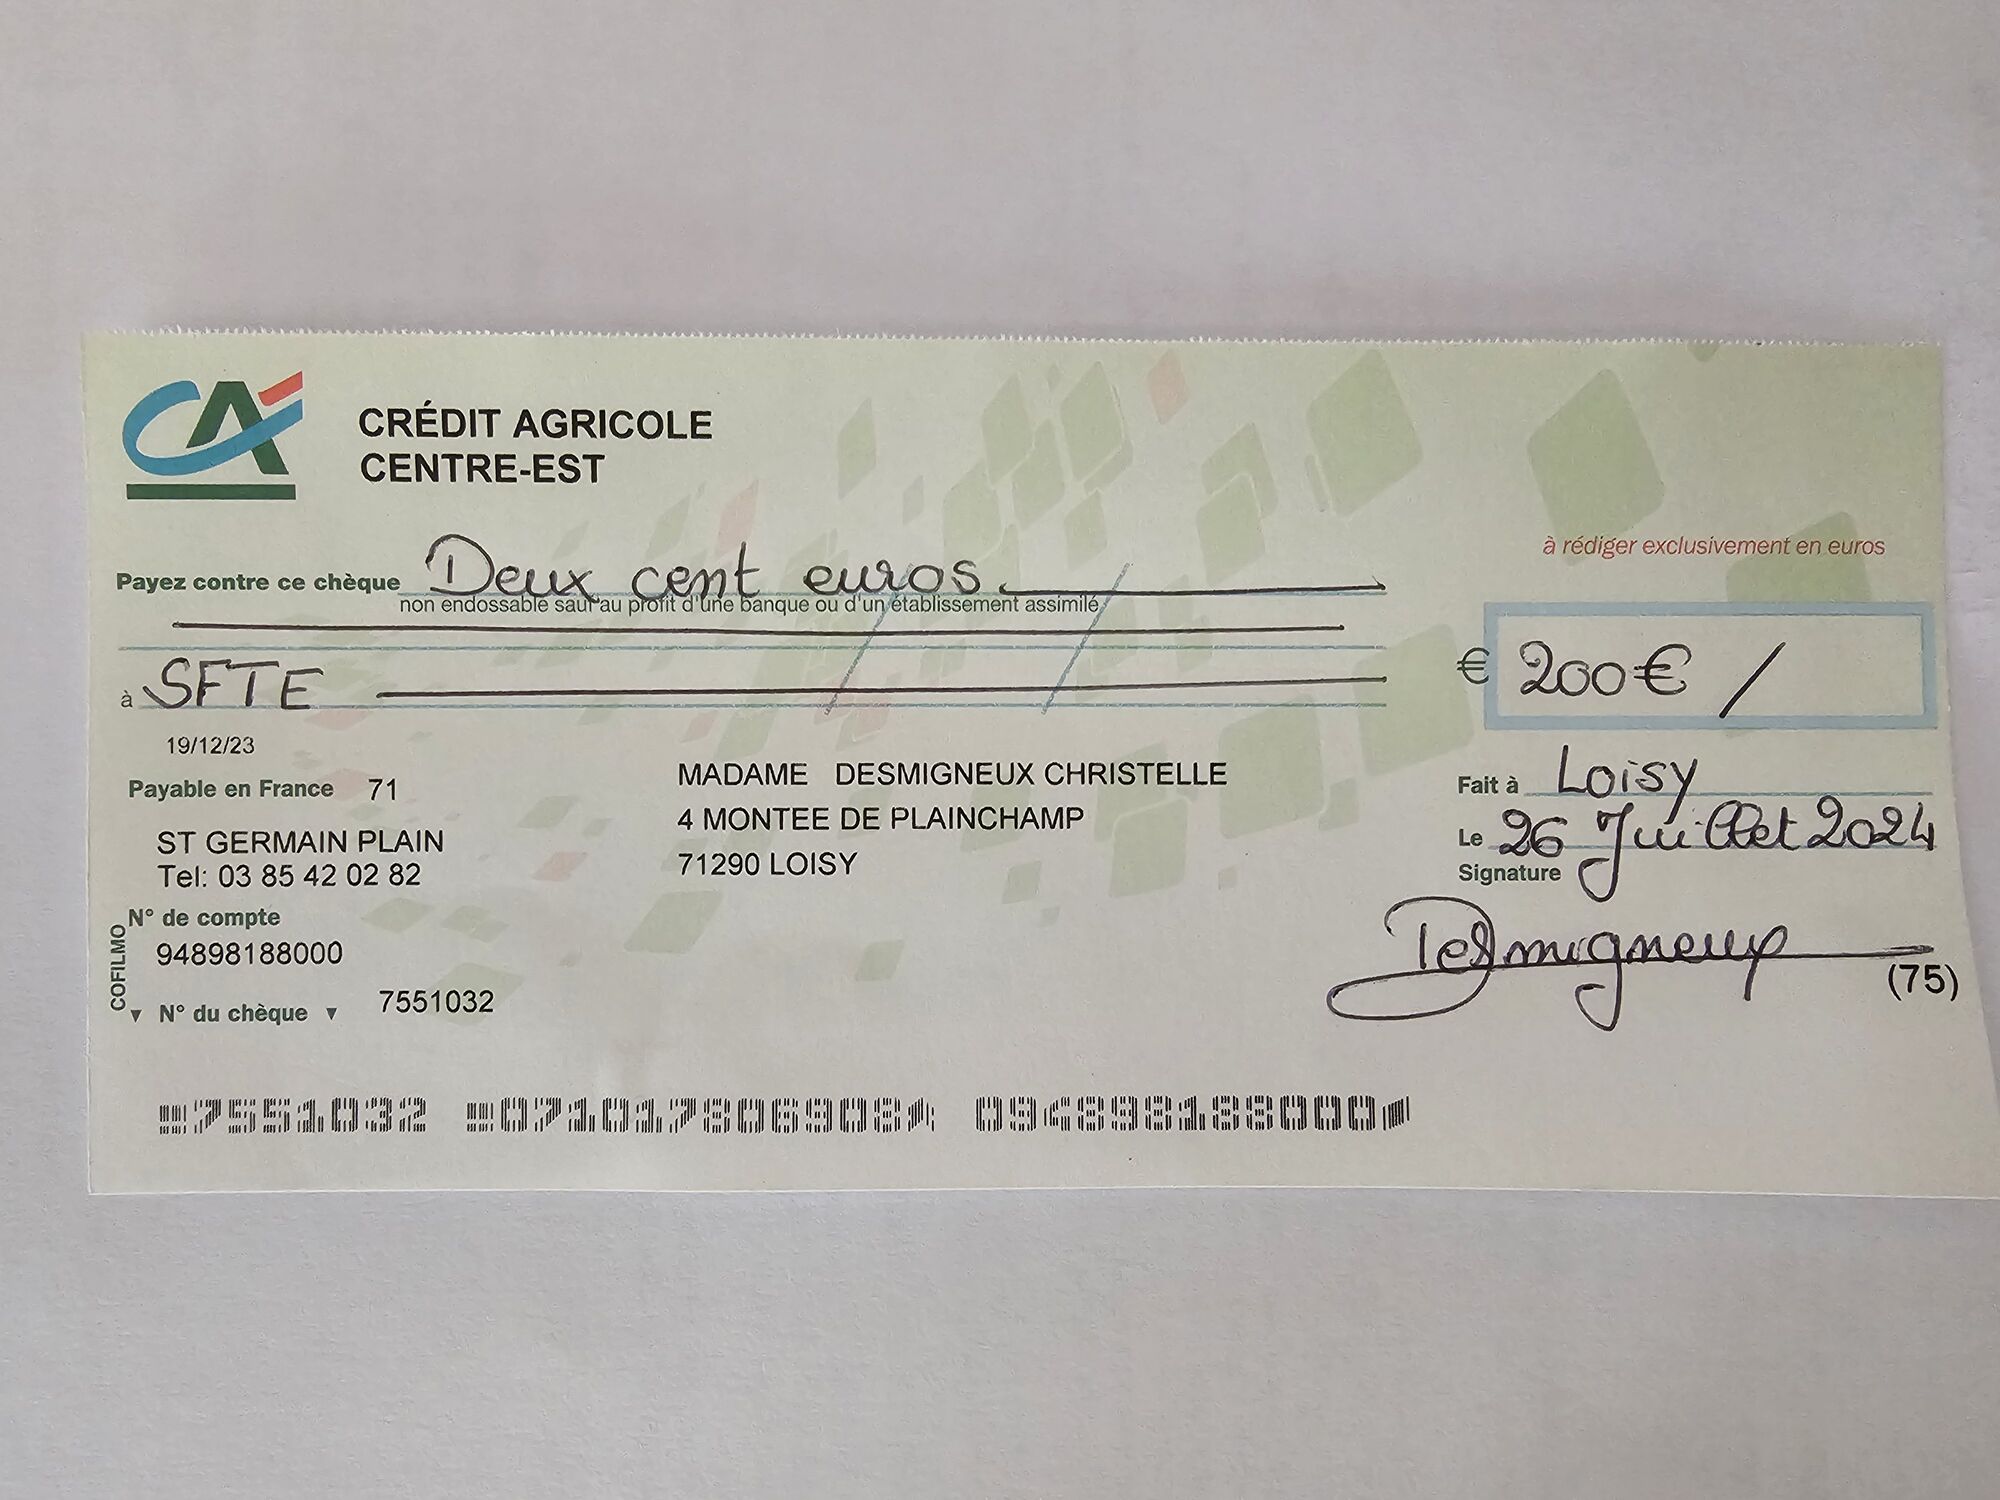 CA
CRÉDIT AGRICOLE
CENTRE-EST
à rédiger exclusivement en euros
Payez contre ce chèque Deux cent euros
non endossable sauf au profit d'une banque ou d'un établissement assimilé
€ 200€ /
à SFTE
19/12/23
Payable en France 71
ST GERMAIN PLAIN
Tel: 03 85 42 02 82
MADAME DESMIGNEUX CHRISTELLE
4 MONTEE DE PLAINCHAMP
71290 LOISY
Fait à Loisy
Le 26 Juillet 2024
Signature
Desmigneux
(75)
N° de compte
94898188000
COFILMO
N° du chèque 7551032
7551032 071017806908 094898188000